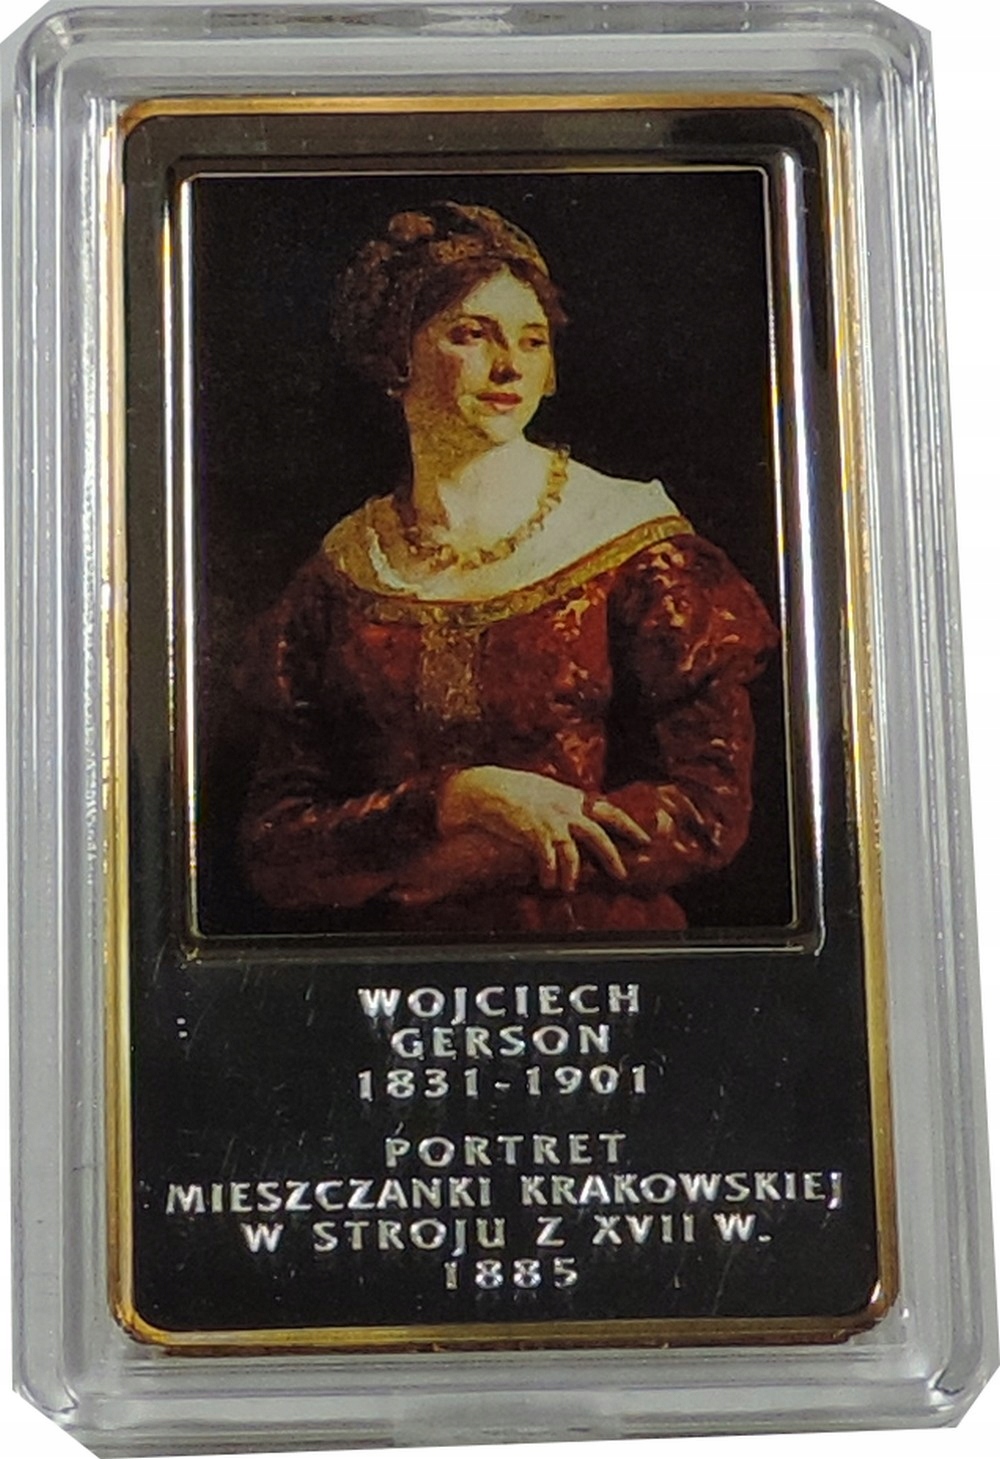 WOJCIECH
GERSON
1831-1901
PORTRET
MIESZCZANKI KRAKOWSKIEJ
W STROJU Z XVII W.
1885